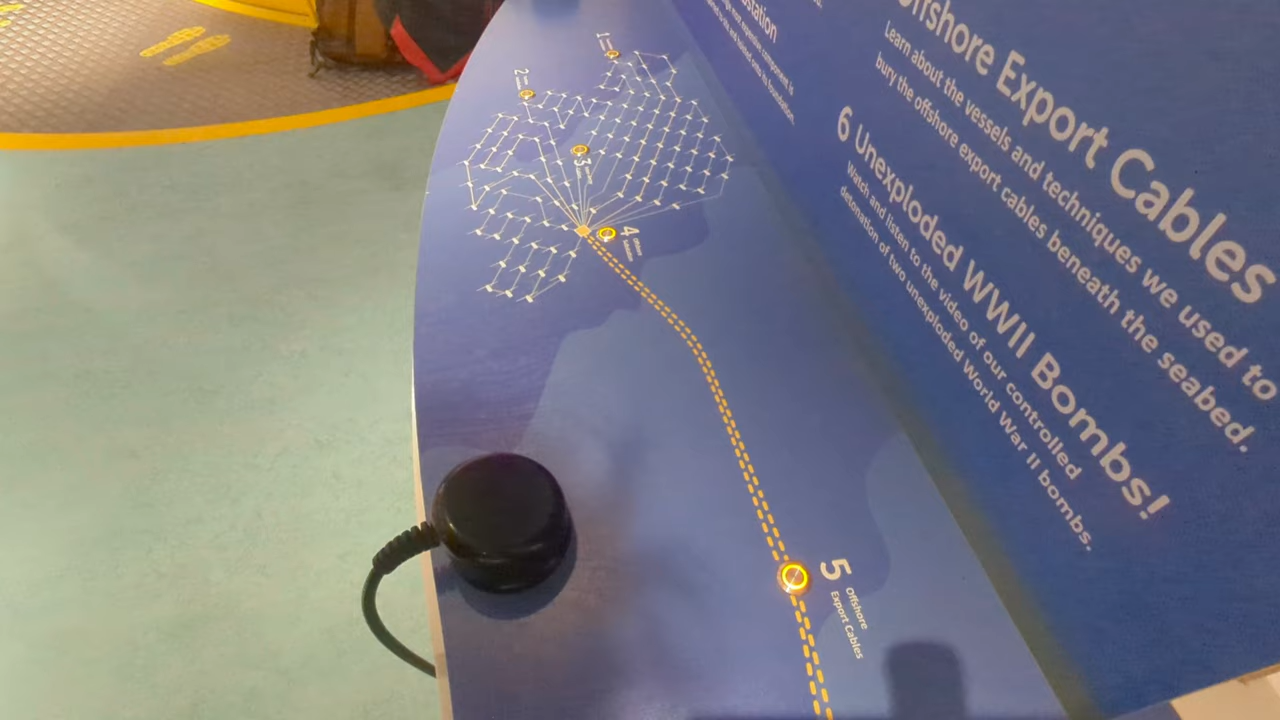 Offshore Export Cables
Learn about the vessels and techniques we used to
bury the offshore export cables beneath the seabed.
6 Unexploded WWII Bombs!
Watch and listen to the video of our controlled
detonation of two unexploded World War II bombs.
1
2
3
4
5
Offshore
Export Cables